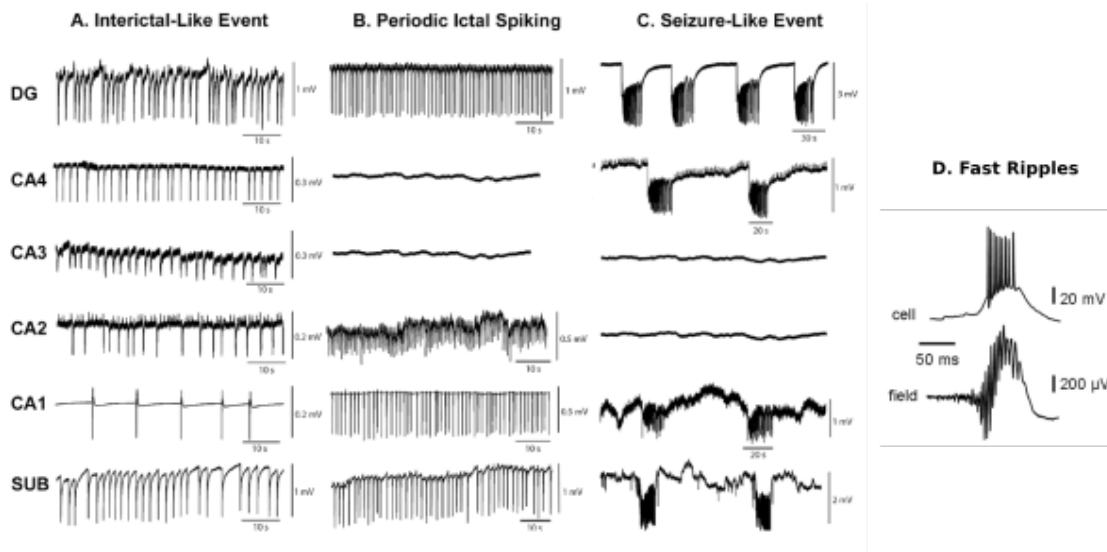 A. Interictal-Like Event B. Periodic Ictal Spiking C. Seizure-Like Event
DG 1 mV 10 s 1 mV 10 s 3 mV 30 s
CA4 0.3 mV 10 s 1 mV 20 s
D. Fast Ripples
CA3 0.3 mV 10 s
CA2 0.2 mV 10 s 0.5 mV 10 s
cell 20 mV
50 ms
field 200 µV
CA1 0.2 mV 10 s 0.5 mV 10 s 1 mV 20 s
SUB 1 mV 10 s 1 mV 10 s 2 mV